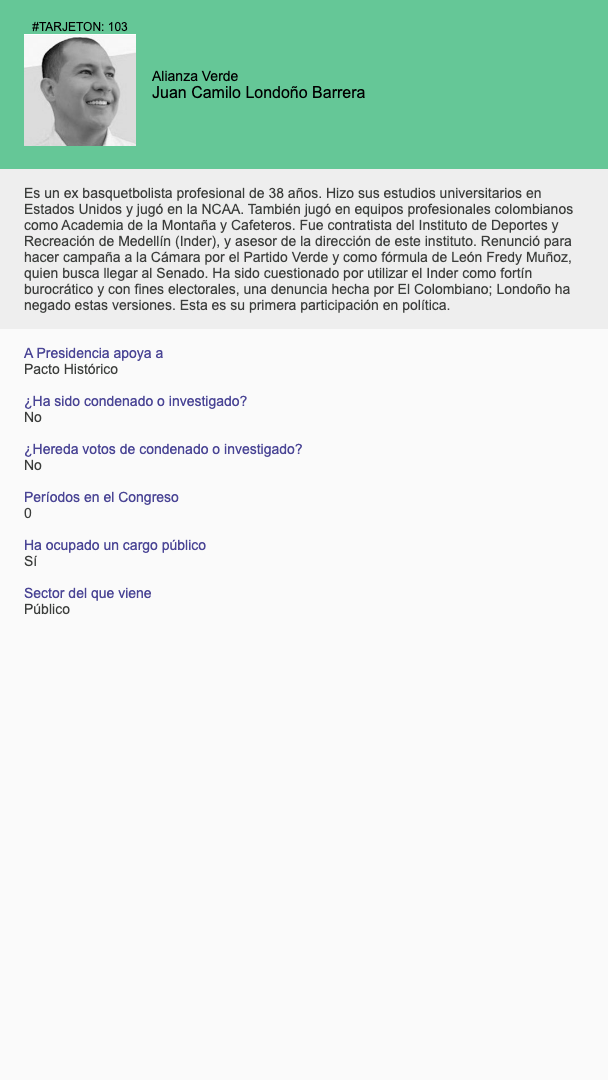 #TARJETON: 103
Alianza Verde
Juan Camilo Londoño Barrera
Es un ex basquetbolista profesional de 38 años. Hizo sus estudios universitarios en
Estados Unidos y jugó en la NCAA. También jugó en equipos profesionales colombianos
como Academia de la Montaña y Cafeteros. Fue contratista del Instituto de Deportes y
Recreación de Medellín (Inder), y asesor de la dirección de este instituto. Renunció para
hacer campaña a la Cámara por el Partido Verde y como fórmula de León Fredy Muñoz,
quien busca llegar al Senado. Ha sido cuestionado por utilizar el Inder como fortín
burocrático y con fines electorales, una denuncia hecha por El Colombiano; Londoño ha
negado estas versiones. Esta es su primera participación en política.
A Presidencia apoya a
Pacto Histórico
¿Ha sido condenado o investigado?
No
¿Hereda votos de condenado o investigado?
No
Períodos en el Congreso
0
Ha ocupado un cargo público
Sí
Sector del que viene
Público